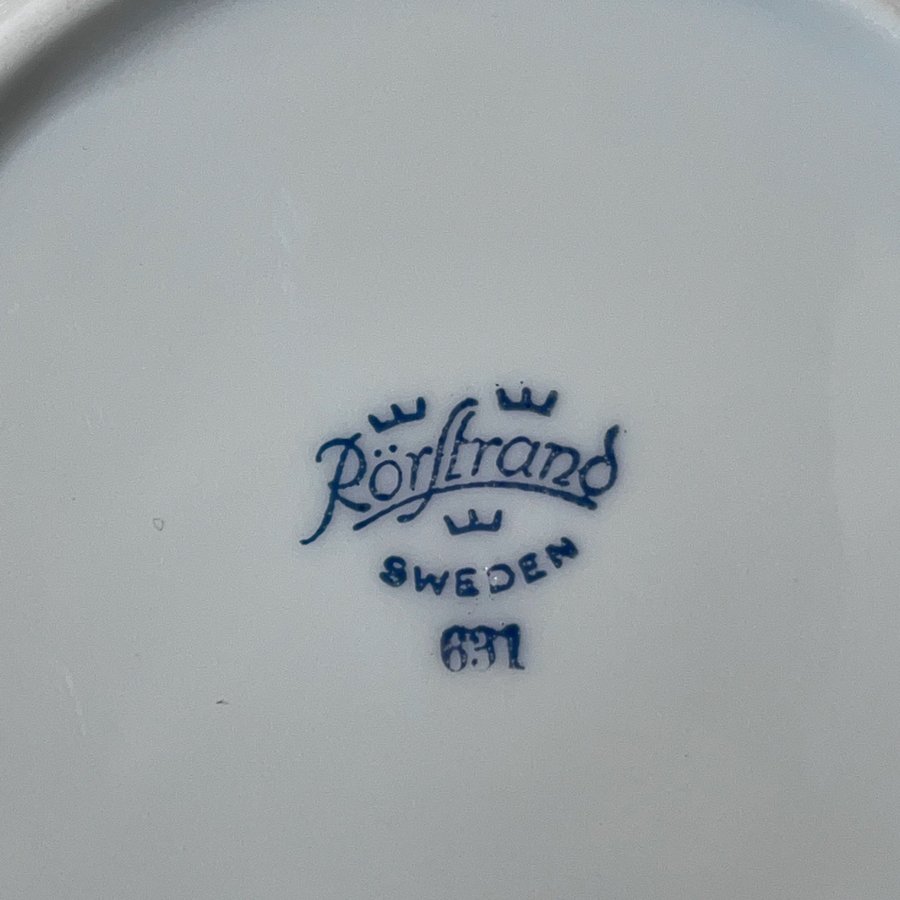 Rörstrand
SWEDEN
631